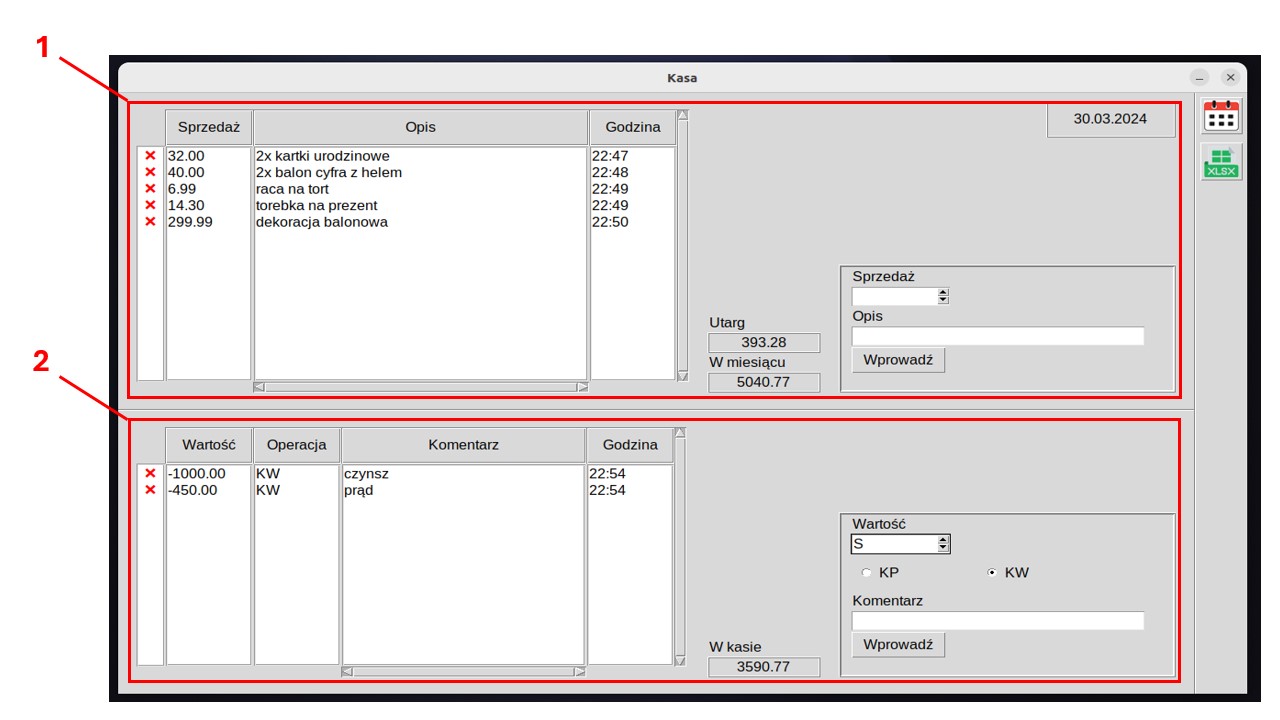 1
Kasa
30.03.2024
Sprzedaż Opis Godzina
32.00 2x kartki urodzinowe 22:47
40.00 2x balon cyfra z helem 22:48
6.99 raca na tort 22:49
14.30 torebka na prezent 22:49
299.99 dekoracja balonowa 22:50
XLSX
Sprzedaż
Opis
Wprowadź
Utarg
393.28
W miesiącu
5040.77
2
Wartość Operacja Komentarz Godzina
-1000.00 KW czynsz 22:54
-450.00 KW prąd 22:54
Wartość
S
KP KW
Komentarz
Wprowadź
W kasie
3590.77